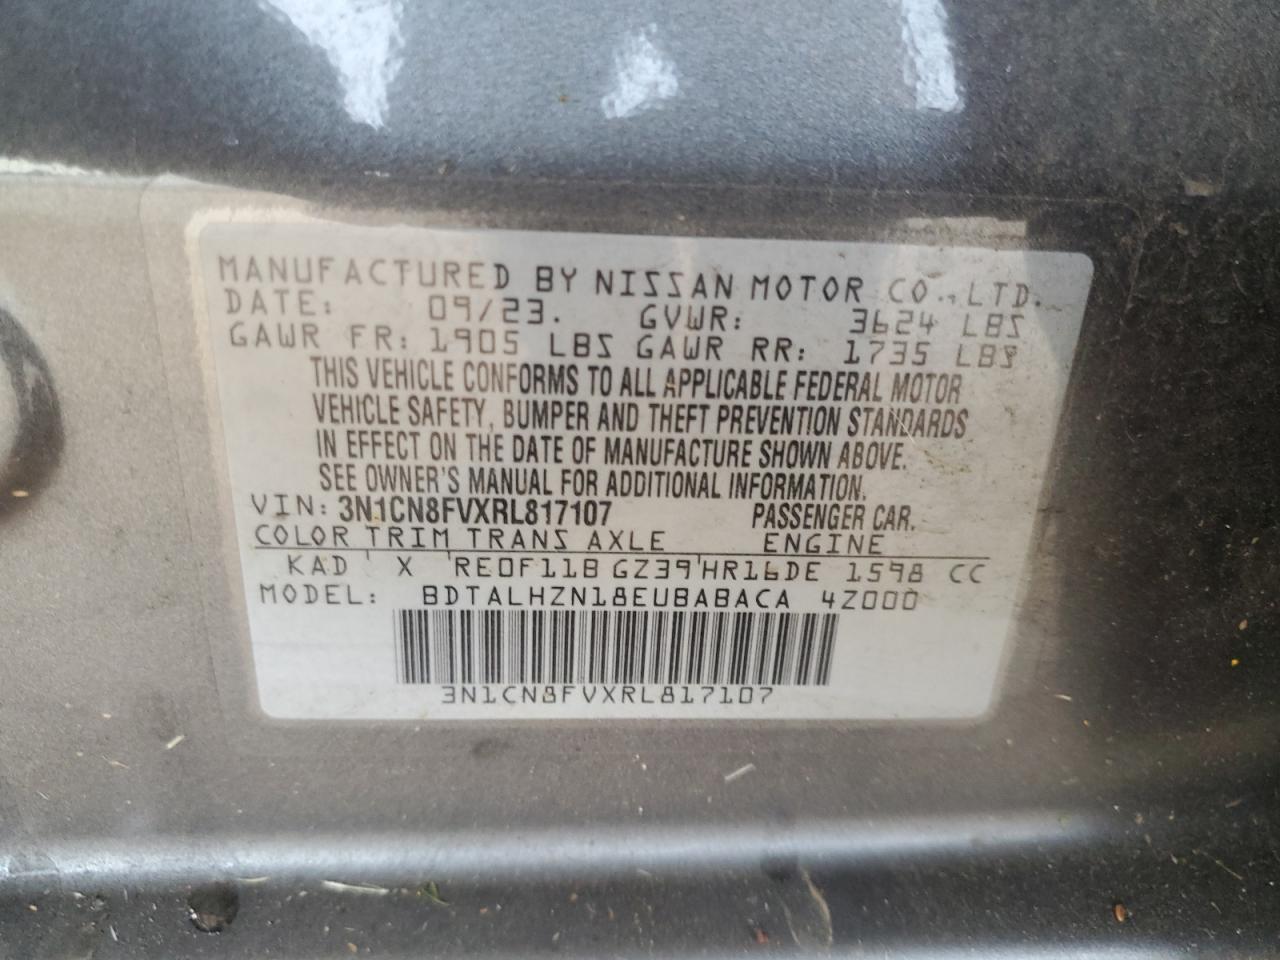 MANUFACTURED BY NISSAN MOTOR CO., LTD.
DATE: 09/23. GVWR: 3624 LBS
GAWR FR: 1905 LBS GAWR RR: 1735 LBS
THIS VEHICLE CONFORMS TO ALL APPLICABLE FEDERAL MOTOR
VEHICLE SAFETY, BUMPER AND THEFT PREVENTION STANDARDS
IN EFFECT ON THE DATE OF MANUFACTURE SHOWN ABOVE.
SEE OWNER'S MANUAL FOR ADDITIONAL INFORMATION.
VIN: 3N1CN8FVXRL817107 PASSENGER CAR.
COLOR TRIM TRANS AXLE ENGINE
KAD X RE0F11B GZ39 HR16DE 1598 CC
MODEL: BDTALHZN18EUBABACA 4Z000
3N1CN8FVXRL817107